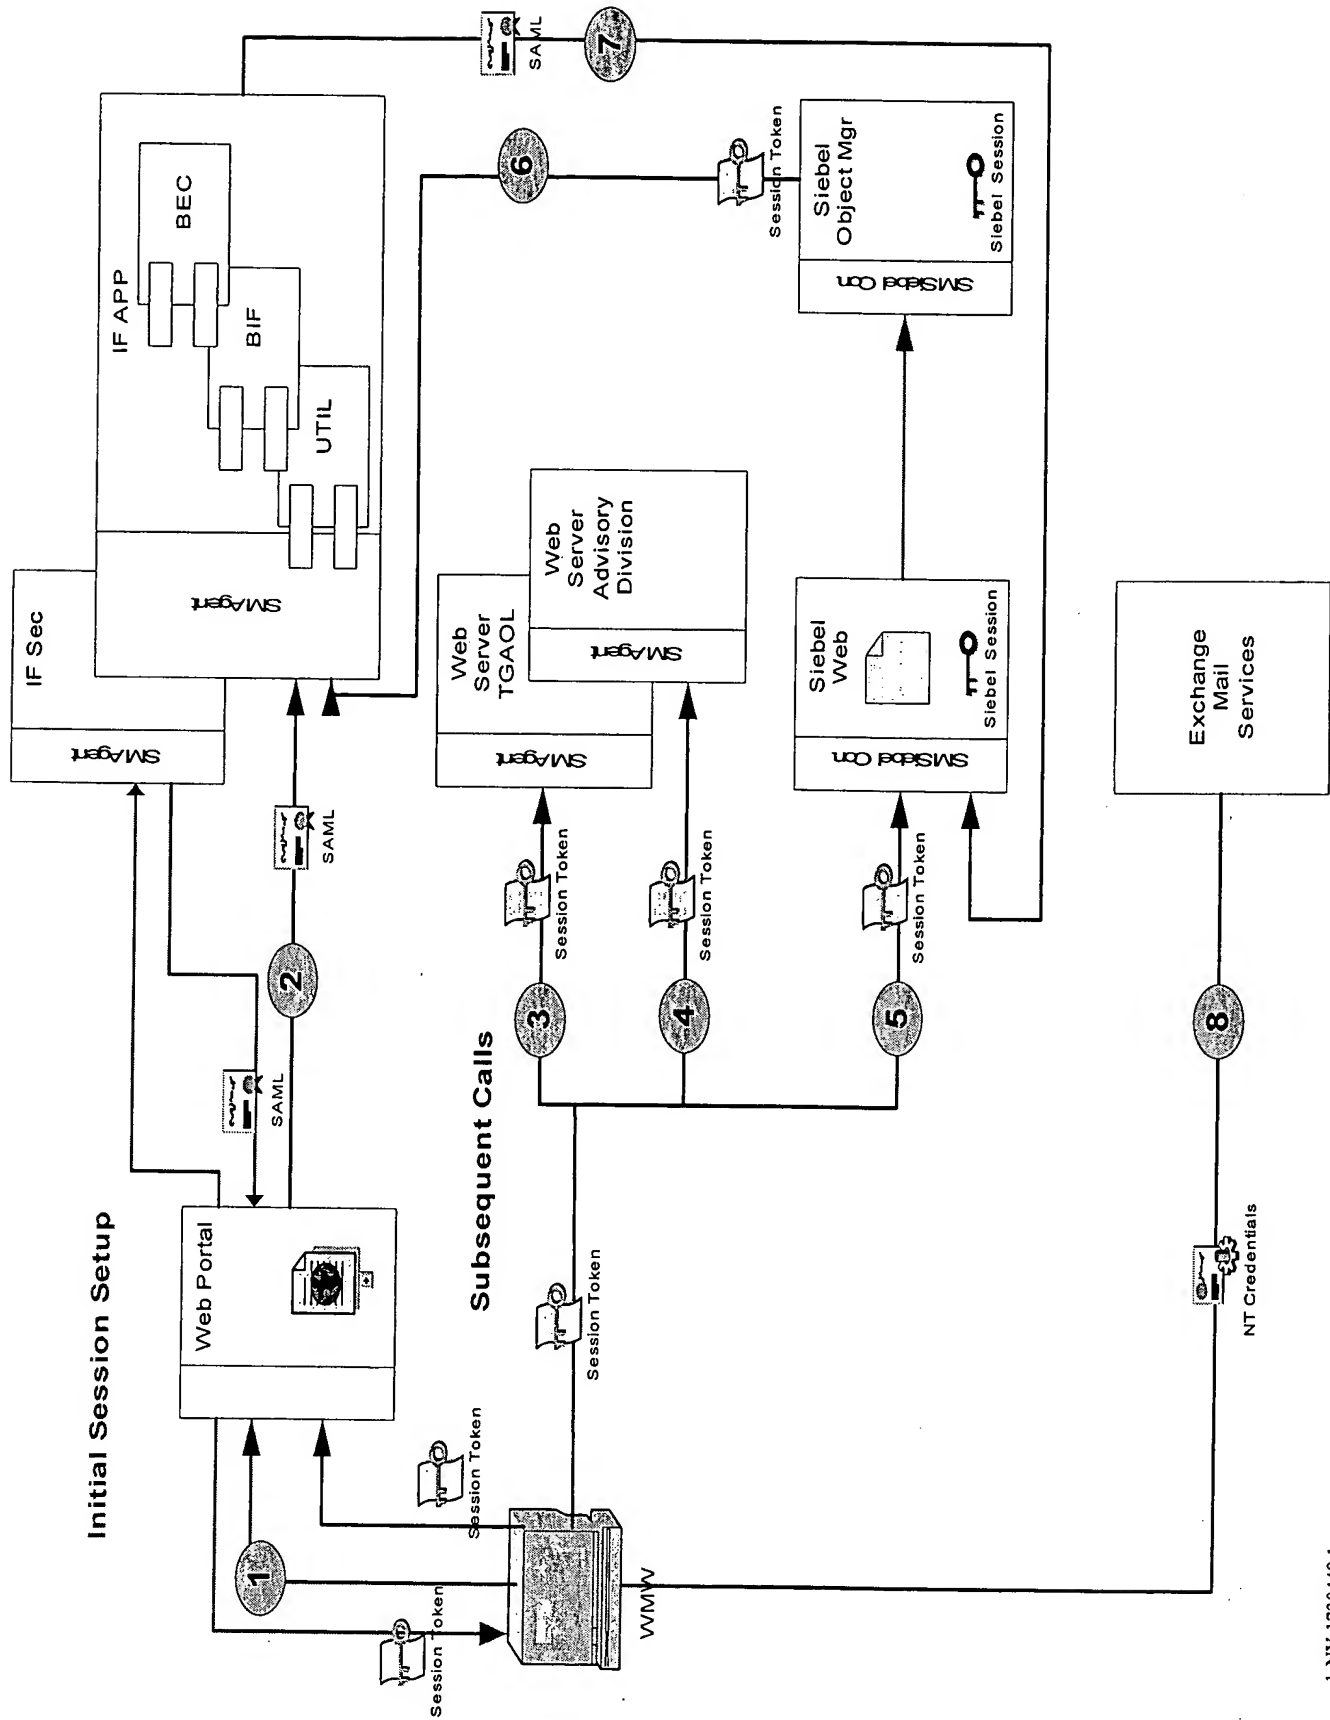 Initial Session Setup
IF Sec
SMAgent
IF APP
BEC
BIF
UTIL
SMAgent
SAML
7
6
Session Token
Web Portal
SAML
2
SAML
1
Session Token
Session Token
WMW
Subsequent Calls
Session Token
3
Session Token
4
Session Token
5
Session Token
Web
Server
TGAOL
SMAgent
Web
Server
Advisory
Division
SMAgent
Siebel
Web
SMSiebel Con.
Siebel Session
Siebel
Object Mgr
SMSiebel Con.
Siebel Session
NT Credentials
8
Exchange
Mail
Services